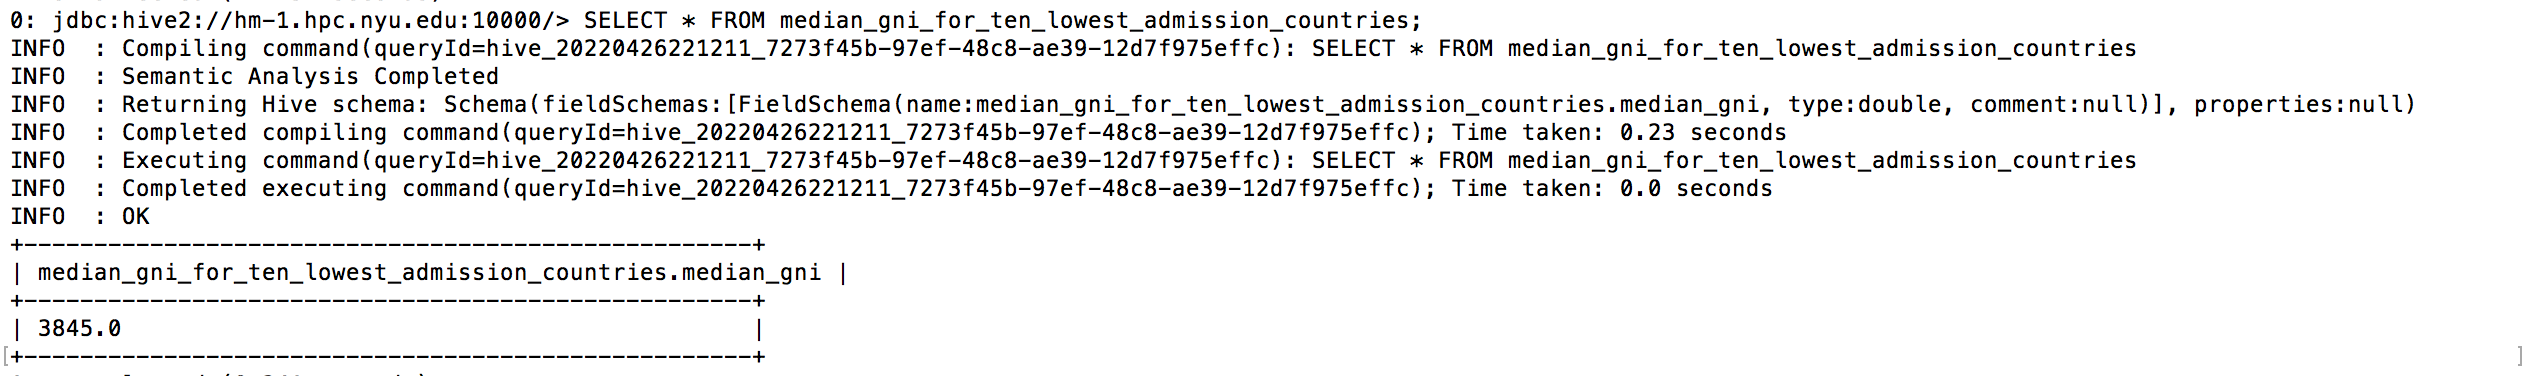 0: jdbc:hive2://hm-1.hpc.nyu.edu:10000/> SELECT * FROM median_gni_for_ten_lowest_admission_countries;
INFO  : Compiling command(queryId=hive_20220426221211_7273f45b-97ef-48c8-ae39-12d7f975effc): SELECT * FROM median_gni_for_ten_lowest_admission_countries
INFO  : Semantic Analysis Completed
INFO  : Returning Hive schema: Schema(fieldSchemas:[FieldSchema(name:median_gni_for_ten_lowest_admission_countries.median_gni, type:double, comment:null)], properties:null)
INFO  : Completed compiling command(queryId=hive_20220426221211_7273f45b-97ef-48c8-ae39-12d7f975effc); Time taken: 0.23 seconds
INFO  : Executing command(queryId=hive_20220426221211_7273f45b-97ef-48c8-ae39-12d7f975effc): SELECT * FROM median_gni_for_ten_lowest_admission_countries
INFO  : Completed executing command(queryId=hive_20220426221211_7273f45b-97ef-48c8-ae39-12d7f975effc); Time taken: 0.0 seconds
INFO  : OK
+----------------------------------------------------+
| median_gni_for_ten_lowest_admission_countries.median_gni |
+----------------------------------------------------+
| 3845.0                                             |
[+----------------------------------------------------+ ]